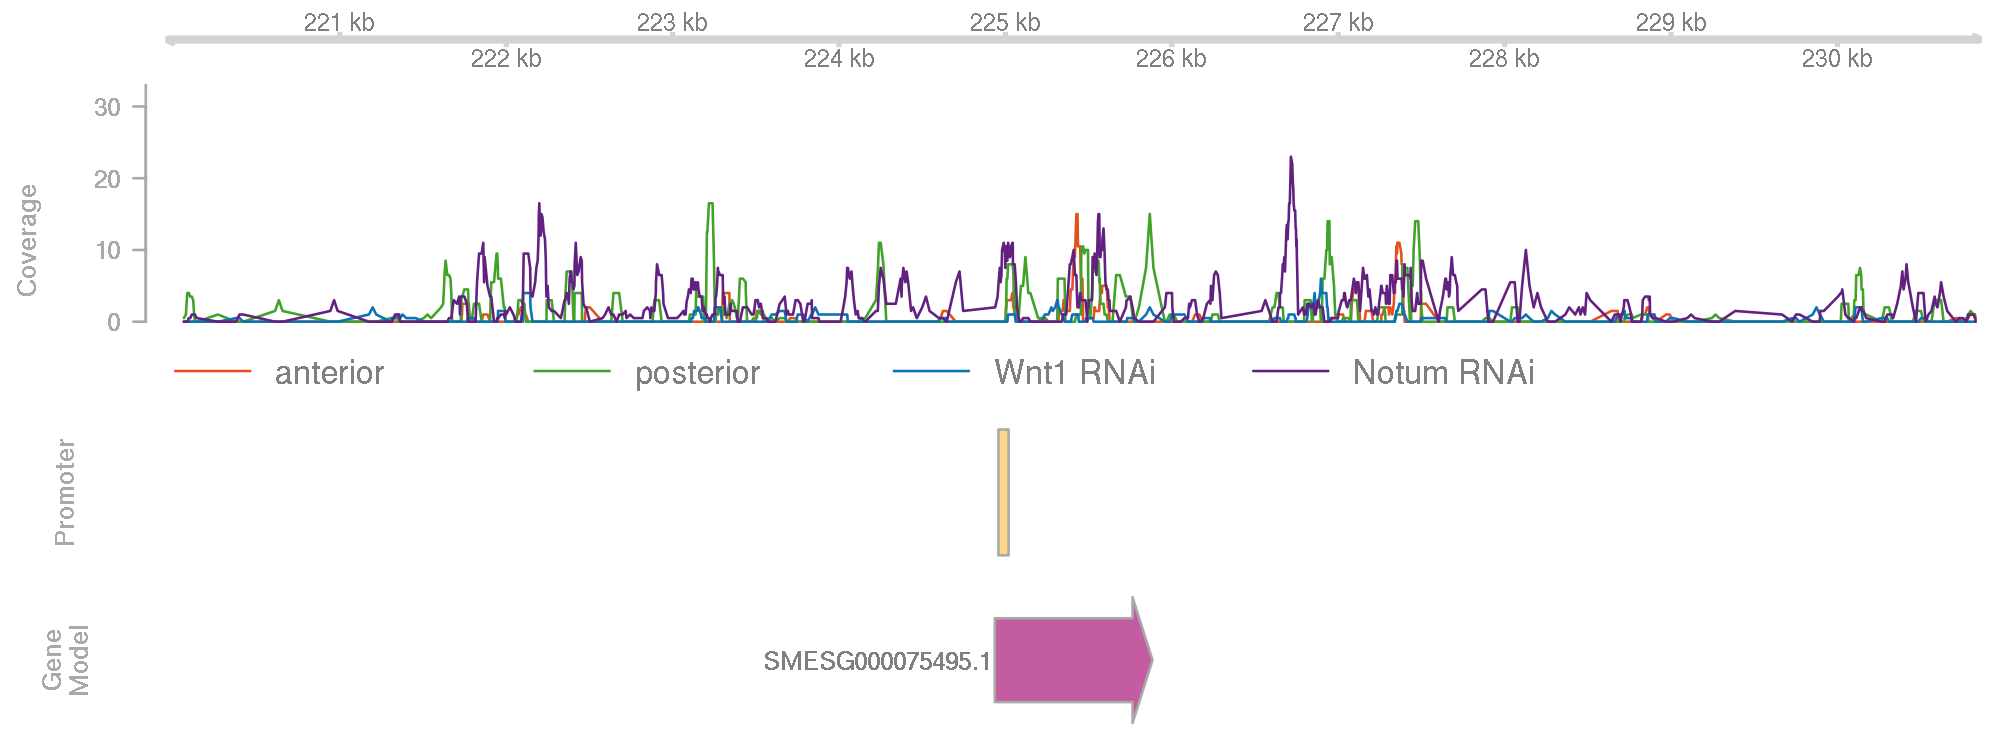 221 kb 223 kb 225 kb 227 kb 229 kb
222 kb 224 kb 226 kb 228 kb 230 kb
Coverage
30
20
10
0
anterior posterior Wnt1 RNAi Notum RNAi
Promoter
Gene
Model
SMESG000075495.1